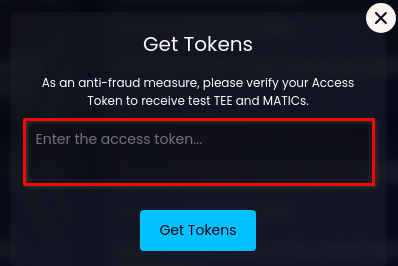 Get Tokens
As an anti-fraud measure, please verify your Access
Token to receive test TEE and MATICs.
Enter the access token...
Get Tokens